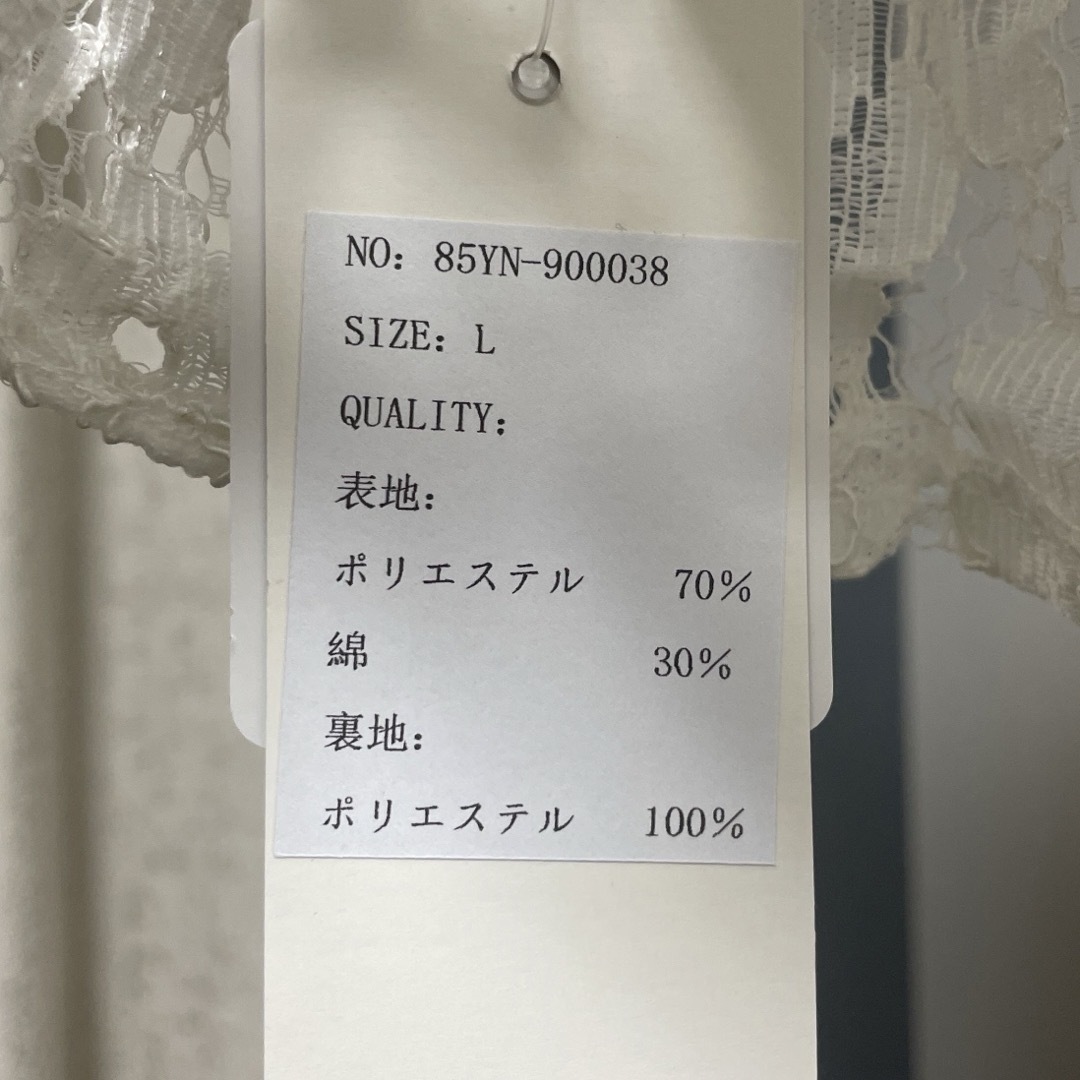 NO: 85YN-900038
SIZE: L
QUALITY:
表地:
ポリエステル 70%
綿 30%
裏地:
ポリエステル 100%